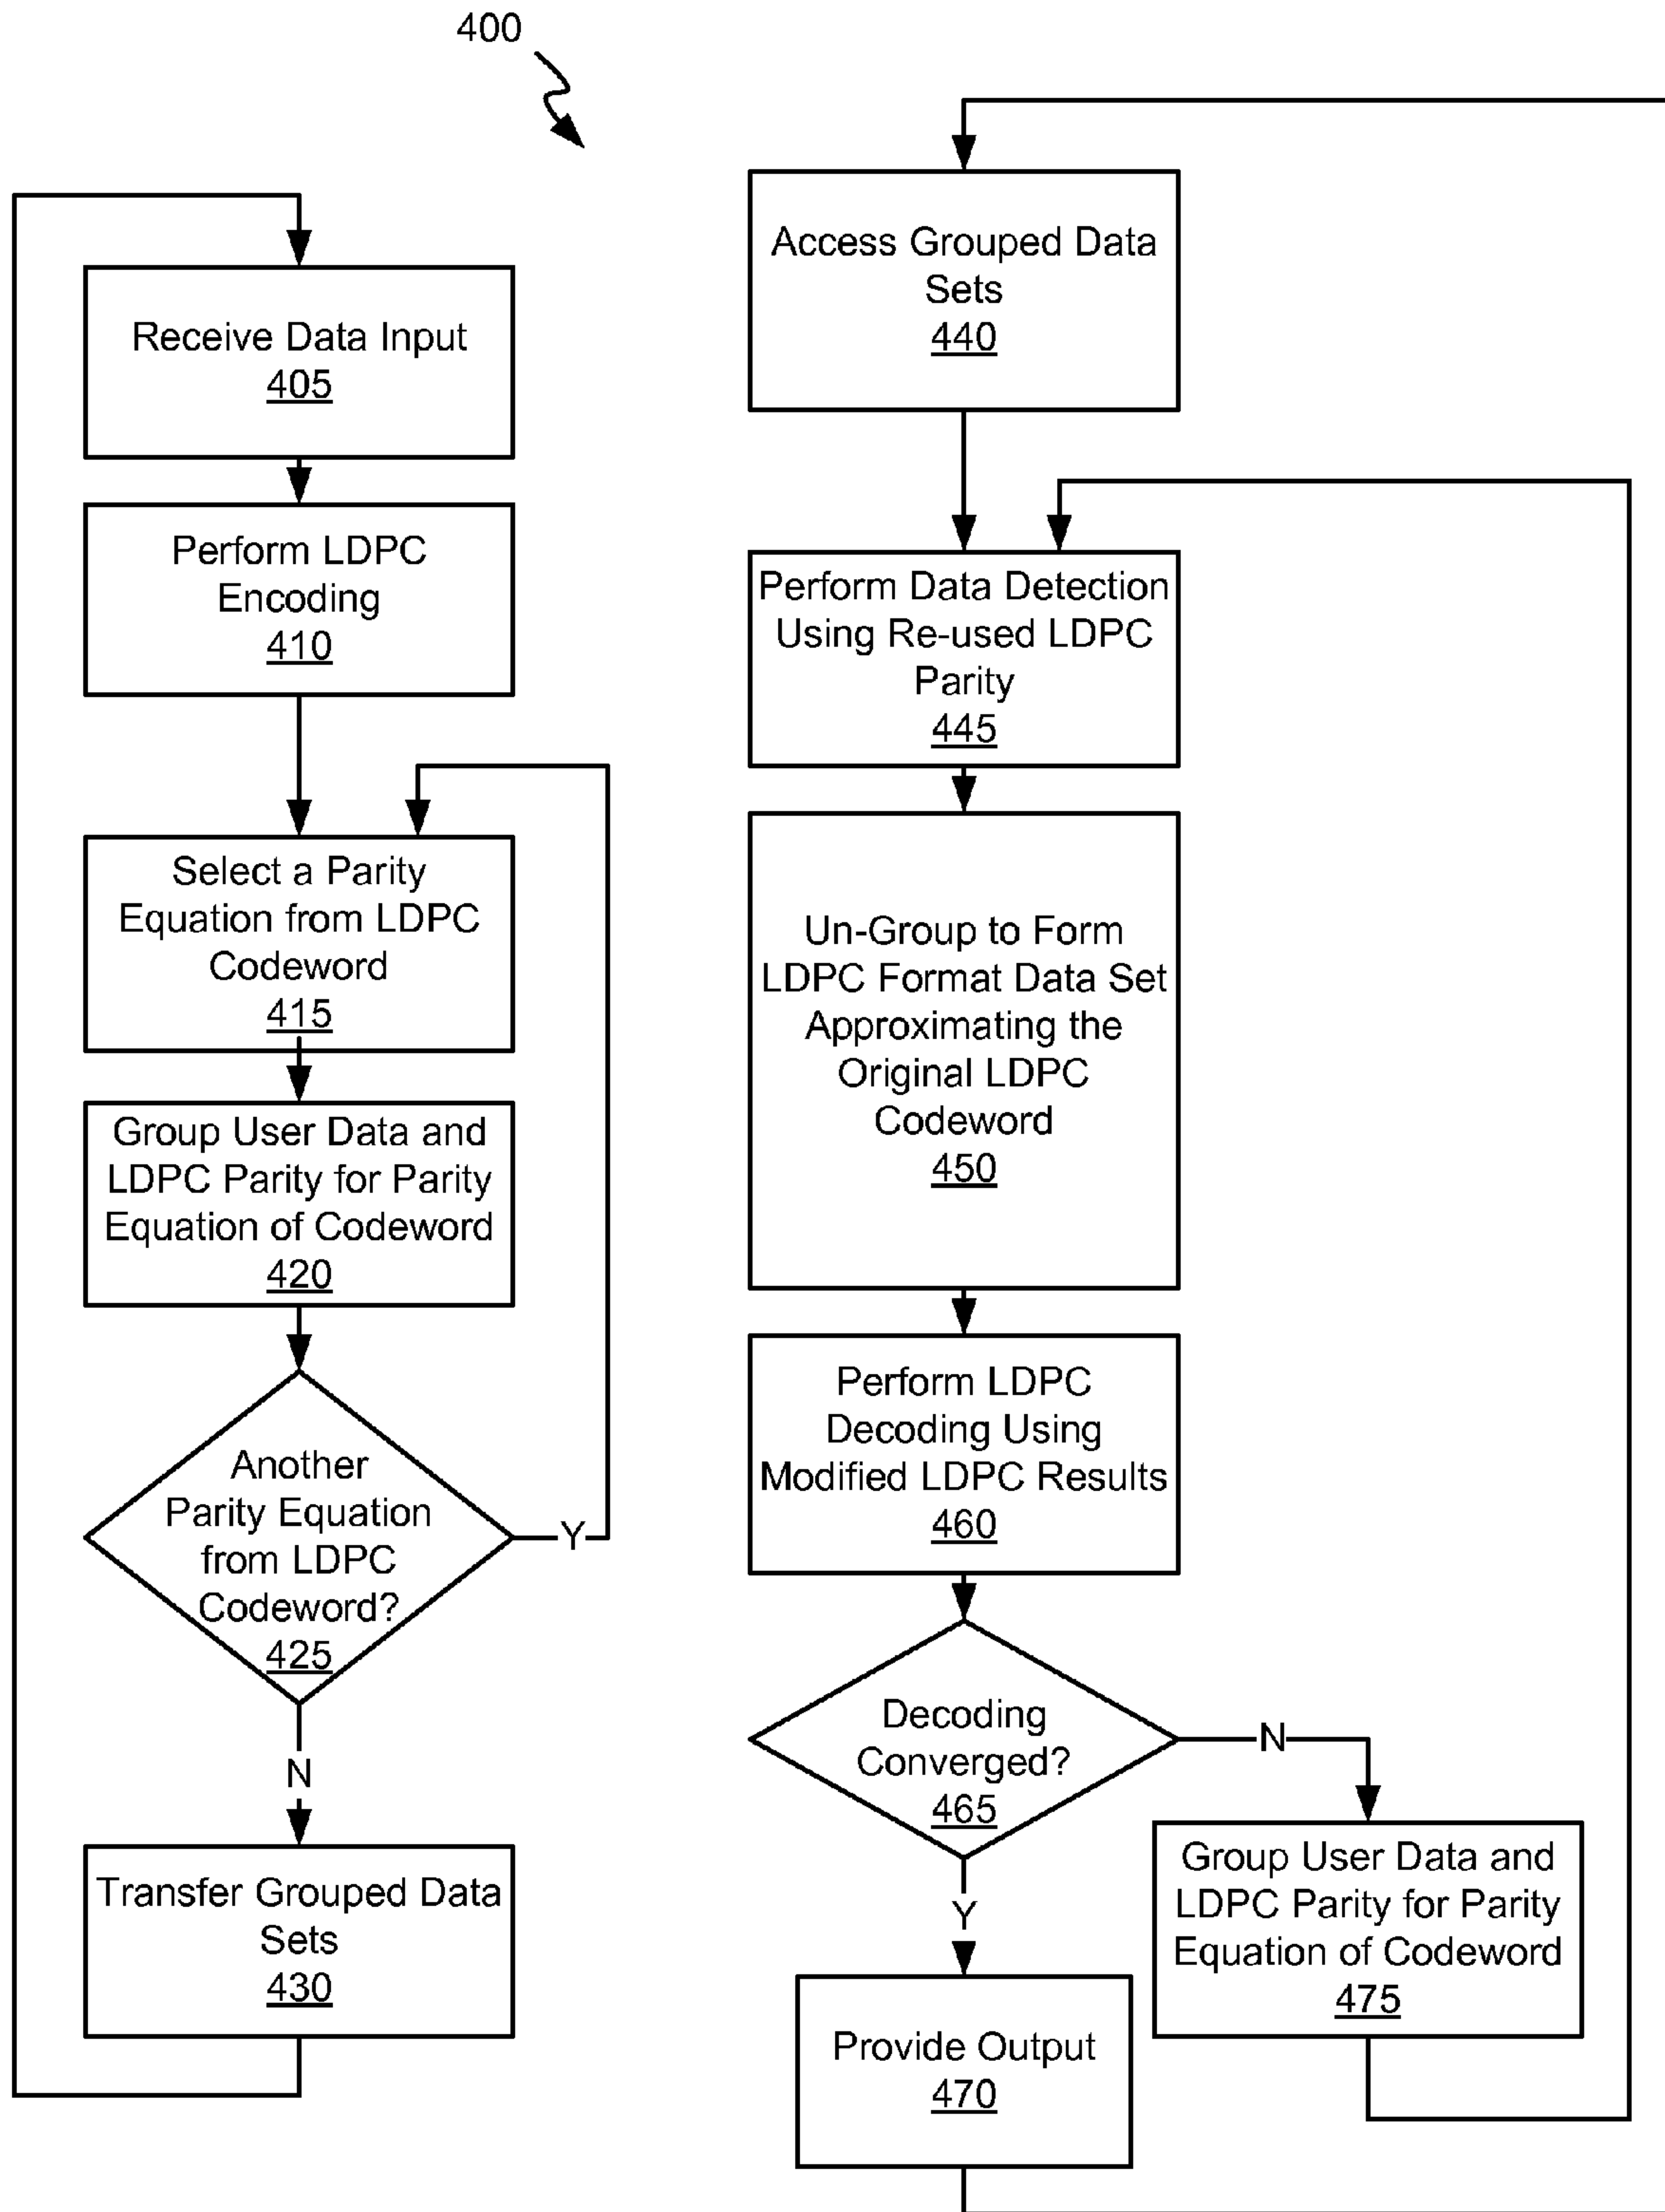 400
Receive Data Input
405
Perform LDPC
Encoding
410
Select a Parity
Equation from LDPC
Codeword
415
Group User Data and
LDPC Parity for Parity
Equation of Codeword
420
Another
Parity Equation
from LDPC
Codeword?
425
Y
N
Transfer Grouped Data
Sets
430
Access Grouped Data
Sets
440
Perform Data Detection
Using Re-used LDPC
Parity
445
Un-Group to Form
LDPC Format Data Set
Approximating the
Original LDPC
Codeword
450
Perform LDPC
Decoding Using
Modified LDPC Results
460
Decoding
Converged?
465
N
Y
Group User Data and
LDPC Parity for Parity
Equation of Codeword
475
Provide Output
470